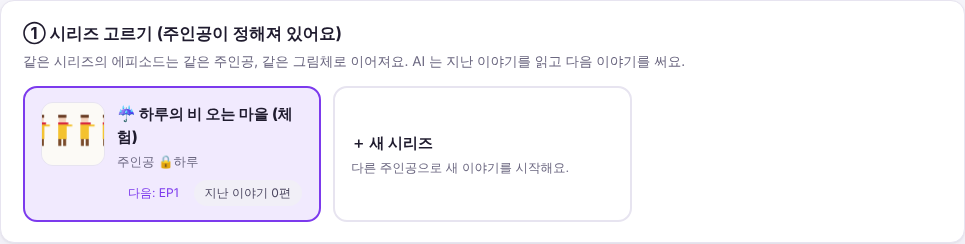 ① 시리즈 고르기 (주인공이 정해져 있어요)
같은 시리즈의 에피소드는 같은 주인공, 같은 그림체로 이어져요. AI 는 지난 이야기를 읽고 다음 이야기를 써요.
☔ 하루의 비 오는 마을 (체
험)
주인공 🔒하루
다음: EP1 지난 이야기 0편
+ 새 시리즈
다른 주인공으로 새 이야기를 시작해요.